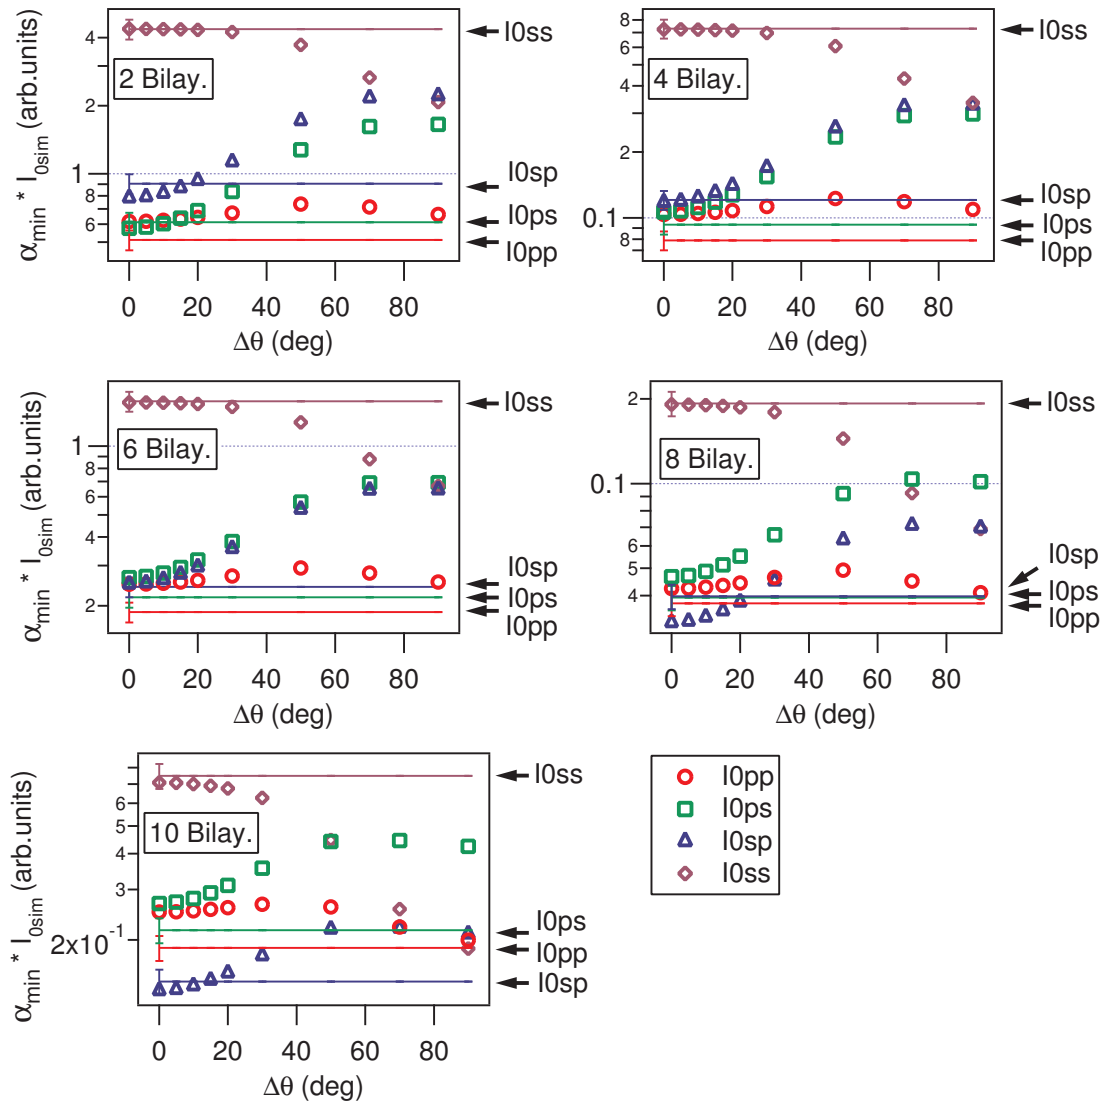 α_min * I_0sim (arb.units)
4
2
1
8
6
2 Bilay.
I0ss
I0sp
I0ps
I0pp
0 20 40 60 80
Δθ (deg)
8
6
4
2
0.1
8
4 Bilay.
I0ss
I0sp
I0ps
I0pp
0 20 40 60 80
Δθ (deg)
α_min * I_0sim (arb.units)
1
8
6
4
2
6 Bilay.
I0ss
I0sp
I0ps
I0pp
0 20 40 60 80
Δθ (deg)
2
0.1
6
5
4
8 Bilay.
I0ss
I0sp
I0ps
I0pp
0 20 40 60 80
Δθ (deg)
α_min * I_0sim (arb.units)
6
5
4
3
2x10⁻¹
10 Bilay.
I0ss
I0ps
I0pp
I0sp
0 20 40 60 80
Δθ (deg)
I0pp
I0ps
I0sp
I0ss